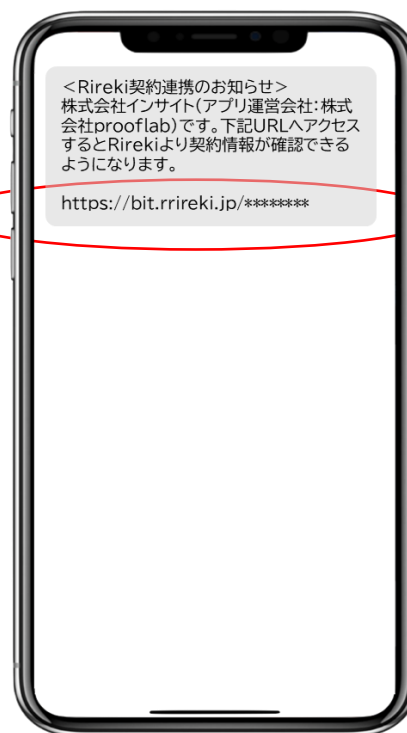 ＜Rireki契約連携のお知らせ＞
株式会社インサイト(アプリ運営会社：株式
会社prooflab)です。下記URLへアクセス
するとRirekiより契約情報が確認できる
ようになります。
https://bit.rrireki.jp/********